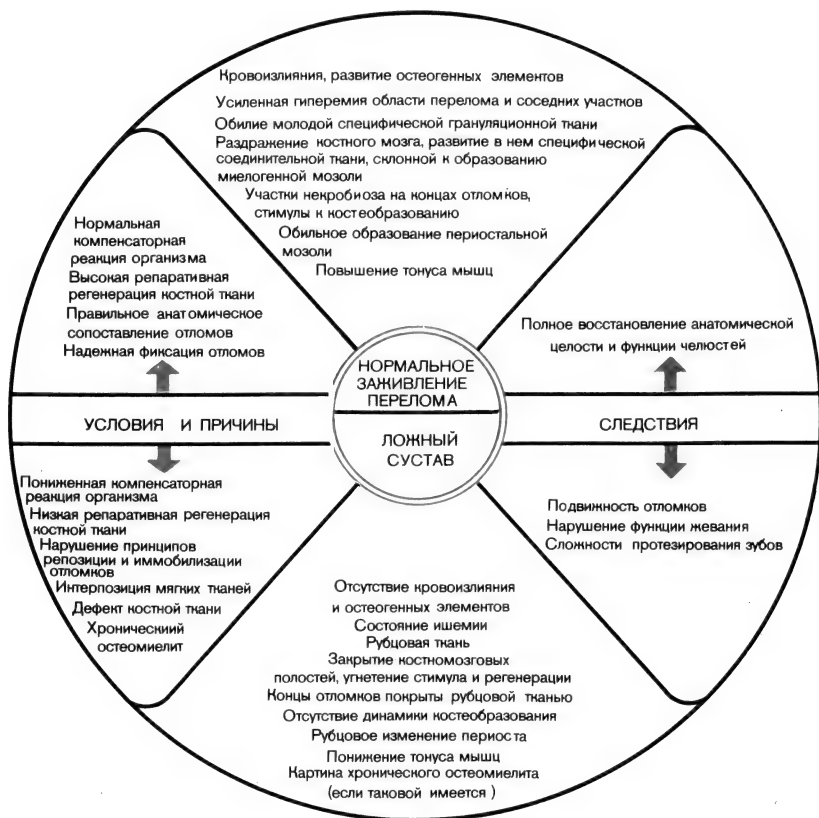 Кровоизлияния, развитие остеогенных элементов
Усиленная гиперемия области перелома и соседних участков
Обилие молодой специфической грануляционной ткани
Раздражение костного мозга, развитие в нем специфической
соединительной ткани, склонной к образованию
миелогенной мозоли
Участки некробиоза на концах отломков,
стимулы к костеобразованию
Обильное образование периостальной
мозоли
Повышение тонуса мышц
Нормальная
компенсаторная
реакция организма
Высокая репаративная
регенерация костной ткани
Правильное анатомическое
сопоставление отломов
Надежная фиксация отломов
Полное восстановление анатомической
целости и функции челюстей
НОРМАЛЬНОЕ
ЗАЖИВЛЕНИЕ
ПЕРЕЛОМА
УСЛОВИЯ И ПРИЧИНЫ
СЛЕДСТВИЯ
ЛОЖНЫЙ
СУСТАВ
Пониженная компенсаторная
реакция организма
Низкая репаративная регенерация
костной ткани
Нарушение принципов
репозиции и иммобилизации
отломков
Интерпозиция мягких тканей
Дефект костной ткани
Хроническиий
остеомиелит
Подвижность отломков
Нарушение функции жевания
Сложности протезирования зубов
Отсутствие кровоизлияния
и остеогенных элементов
Состояние ишемии
Рубцовая ткань
Закрытие костномозговых
полостей, угнетение стимула и регенерации
Концы отломков покрыты рубцовой тканью
Отсутствие динамики костеобразования
Рубцовое изменение периоста
Понижение тонуса мышц
Картина хронического остеомиелита
(если таковой имеется )